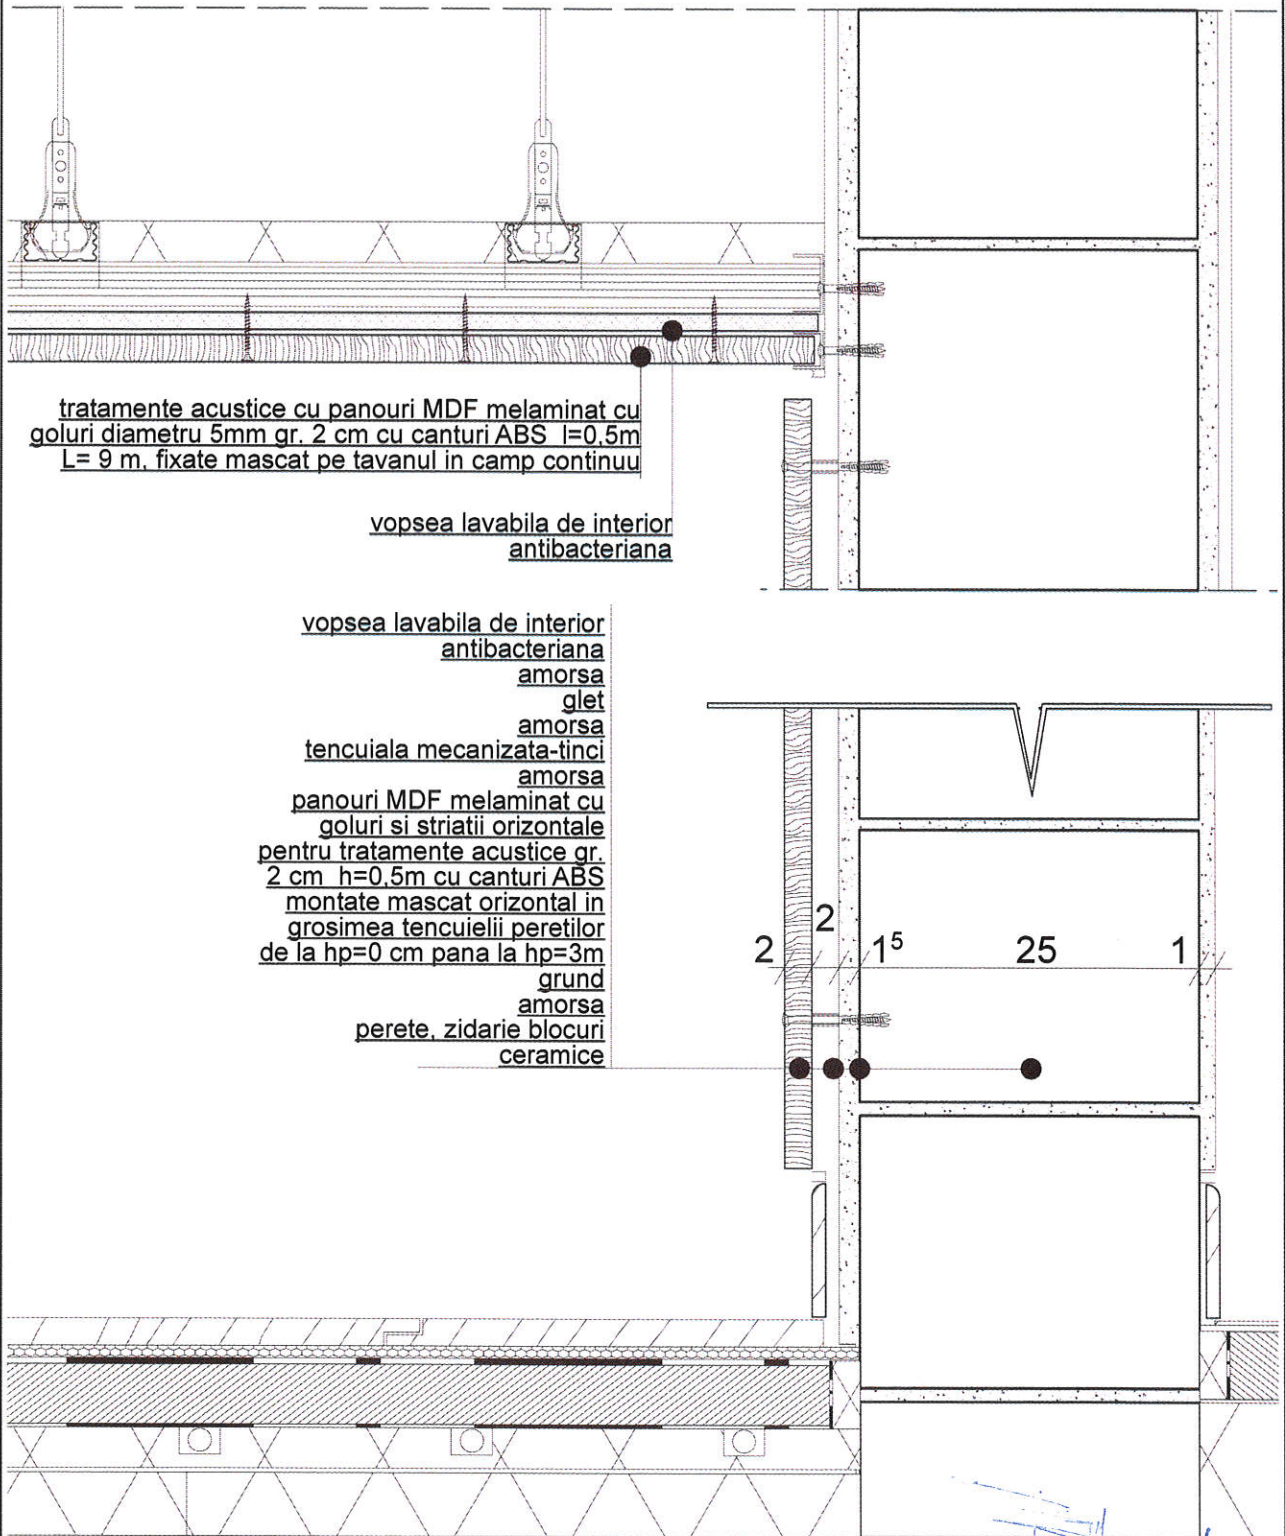 tratamente acustice cu panouri MDF melaminat cu
goluri diametru 5mm gr. 2 cm cu canturi ABS l=0,5m
L= 9 m, fixate mascat pe tavanul in camp continuu
vopsea lavabila de interior
antibacteriana
vopsea lavabila de interior
antibacteriana
amorsa
glet
amorsa
tencuiala mecanizata-tinci
amorsa
panouri MDF melaminat cu
goluri si striatii orizontale
pentru tratamente acustice gr.
2 cm h=0,5m cu canturi ABS
montate mascat orizontal in
grosimea tencuielii peretilor
de la hp=0 cm pana la hp=3m
grund
amorsa
perete, zidarie blocuri
ceramice
2 2 1⁵ 25 1